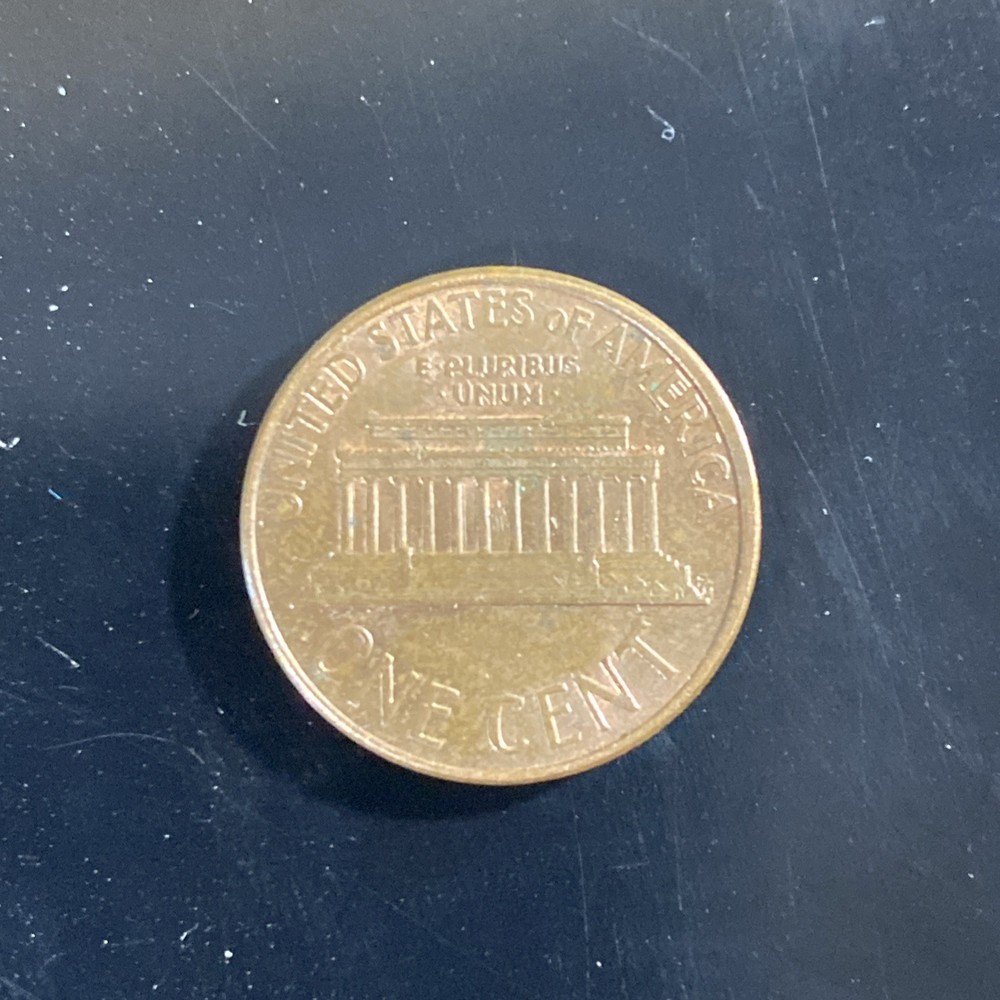 UNITED STATES OF AMERICA
E·PLURIBUS
·UNUM·
ONE CENT